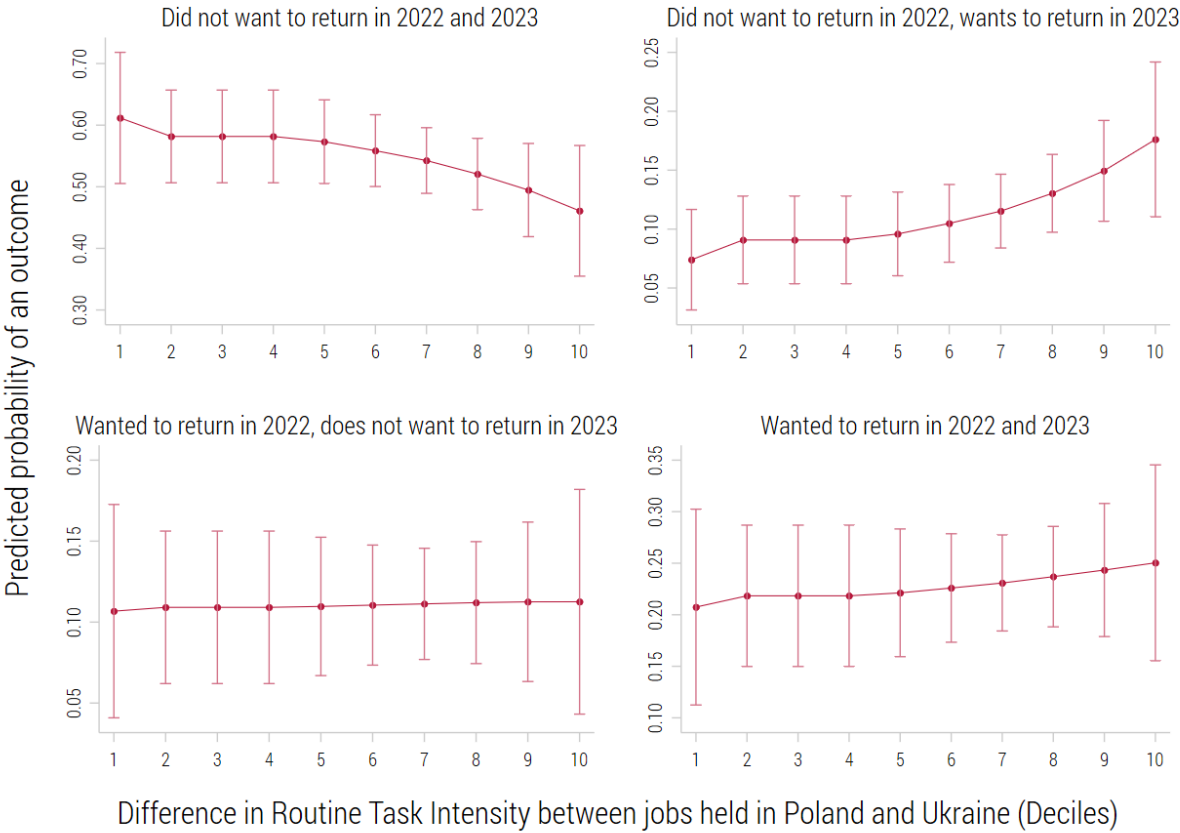 Did not want to return in 2022 and 2023
0.70
0.60
0.50
0.40
0.30
1 2 3 4 5 6 7 8 9 10
Did not want to return in 2022, wants to return in 2023
0.25
0.20
0.15
0.10
0.05
1 2 3 4 5 6 7 8 9 10
Predicted probability of an outcome
Wanted to return in 2022, does not want to return in 2023
0.20
0.15
0.10
0.05
1 2 3 4 5 6 7 8 9 10
Wanted to return in 2022 and 2023
0.35
0.30
0.25
0.20
0.15
0.10
1 2 3 4 5 6 7 8 9 10
Difference in Routine Task Intensity between jobs held in Poland and Ukraine (Deciles)